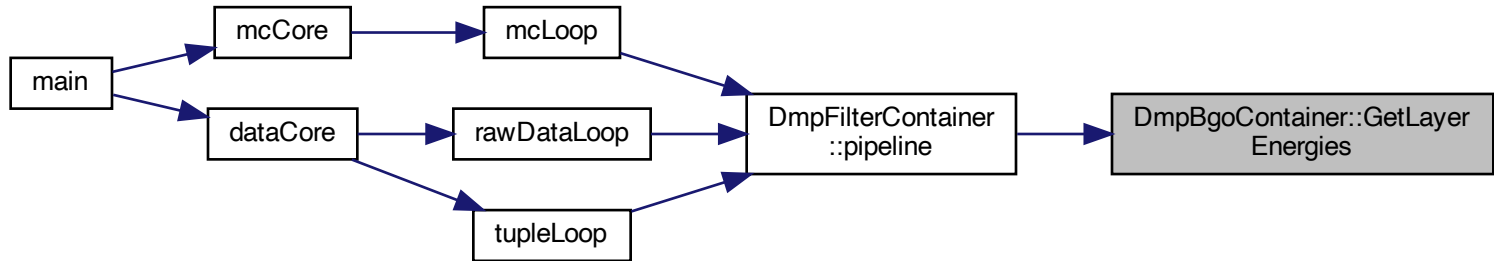 main
mcCore
mcLoop
dataCore
rawDataLoop
tupleLoop
DmpFilterContainer
::pipeline
DmpBgoContainer::GetLayer
Energies